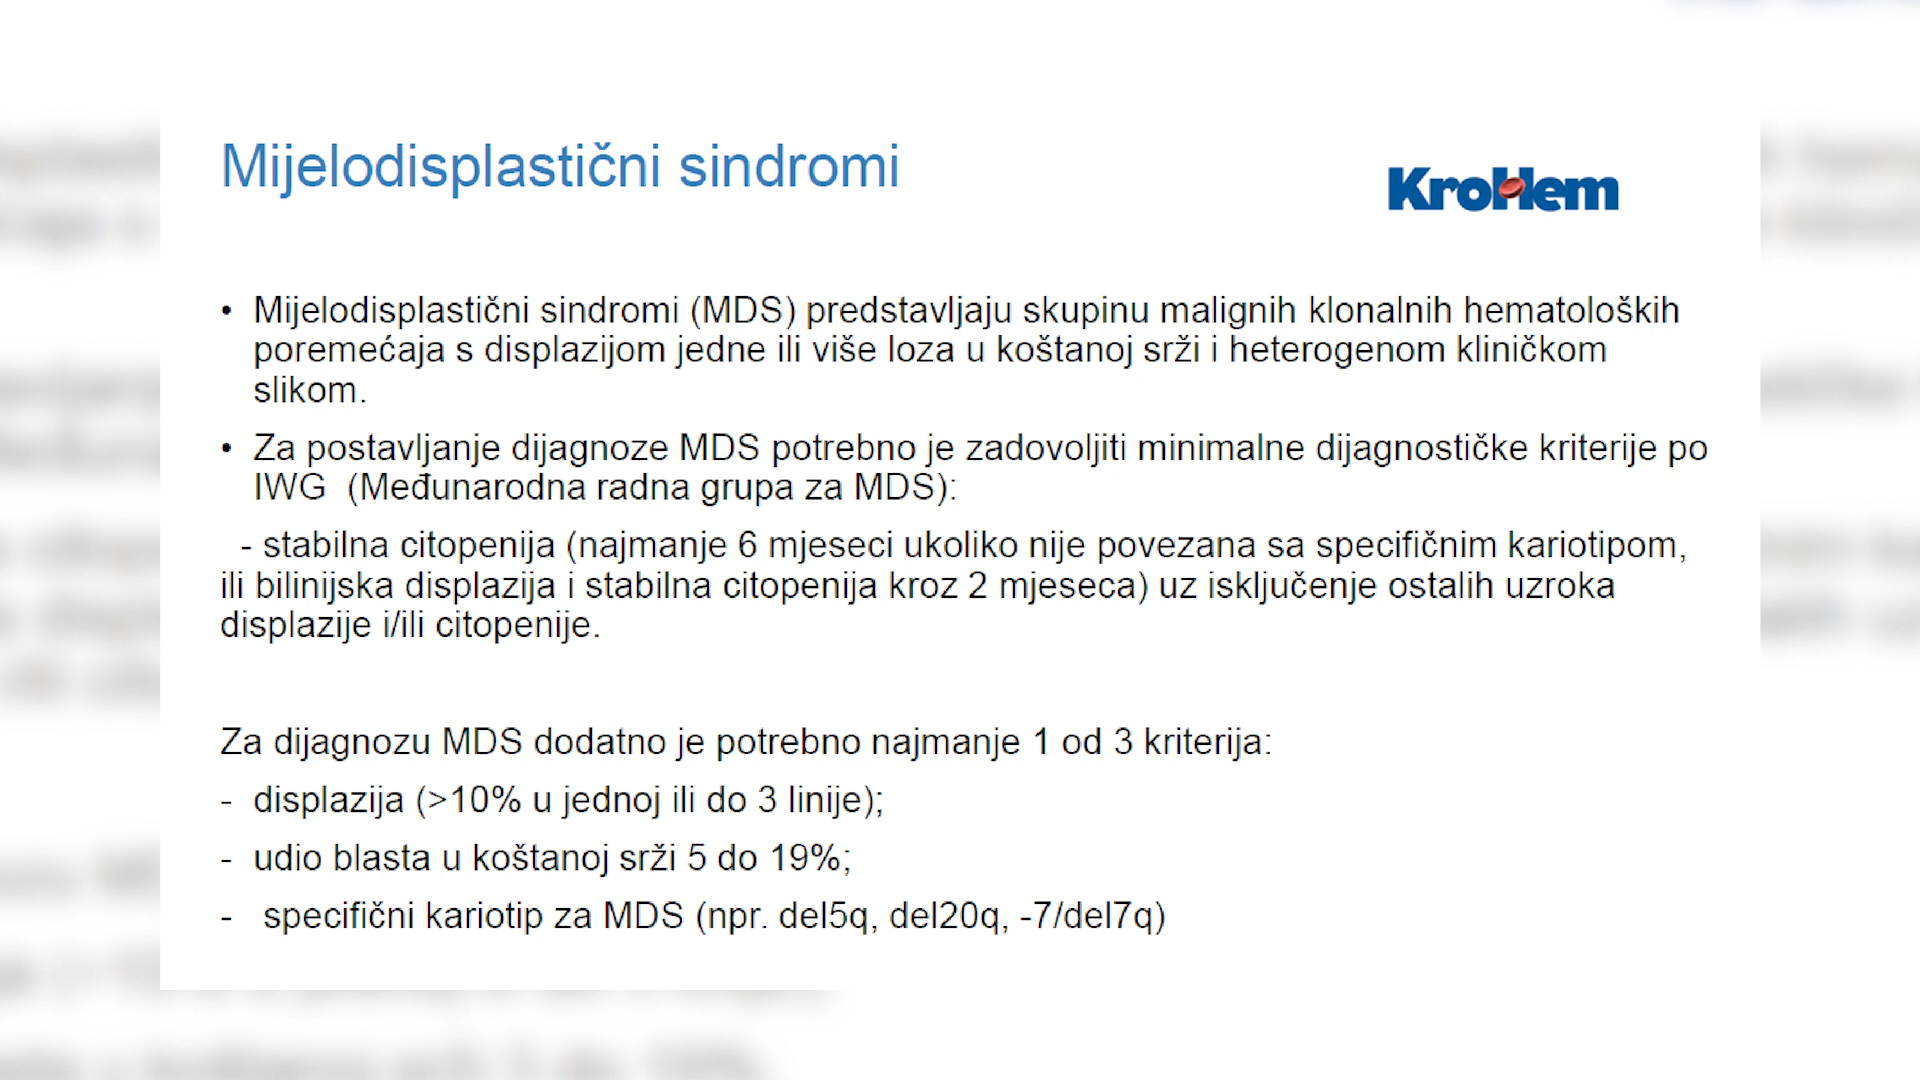 Mijelodisplastični sindromi
KroHem
• Mijelodisplastični sindromi (MDS) predstavljaju skupinu malignih klonalnih hematoloških
poremećaja s displazijom jedne ili više loza u koštanoj srži i heterogenom kliničkom
slikom.
• Za postavljanje dijagnoze MDS potrebno je zadovoljiti minimalne dijagnostičke kriterije po
IWG (Međunarodna radna grupa za MDS):
- stabilna citopenija (najmanje 6 mjeseci ukoliko nije povezana sa specifičnim kariotipom,
ili bilinijska displazija i stabilna citopenija kroz 2 mjeseca) uz isključenje ostalih uzroka
displazije i/ili citopenije.
Za dijagnozu MDS dodatno je potrebno najmanje 1 od 3 kriterija:
- displazija (>10% u jednoj ili do 3 linije);
- udio blasta u koštanoj srži 5 do 19%;
- specifični kariotip za MDS (npr. del5q, del20q, -7/del7q)